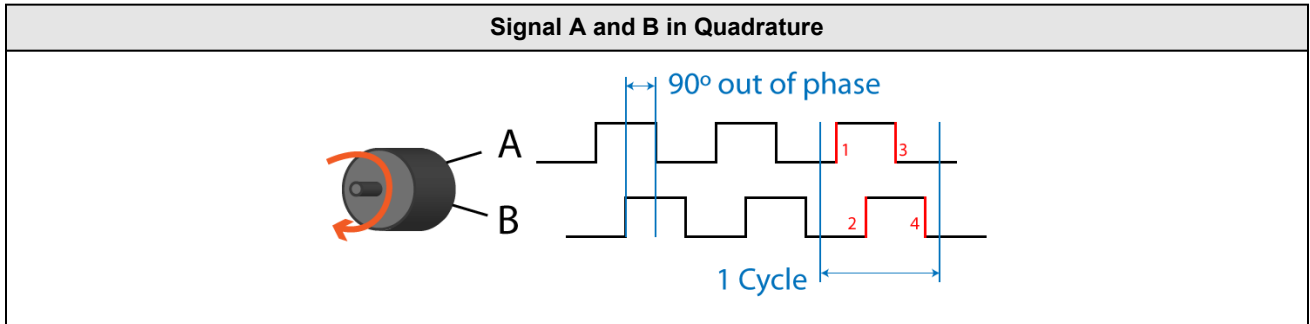 Signal A and B in Quadrature
90º out of phase
A
1
3
B
2
4
1 Cycle